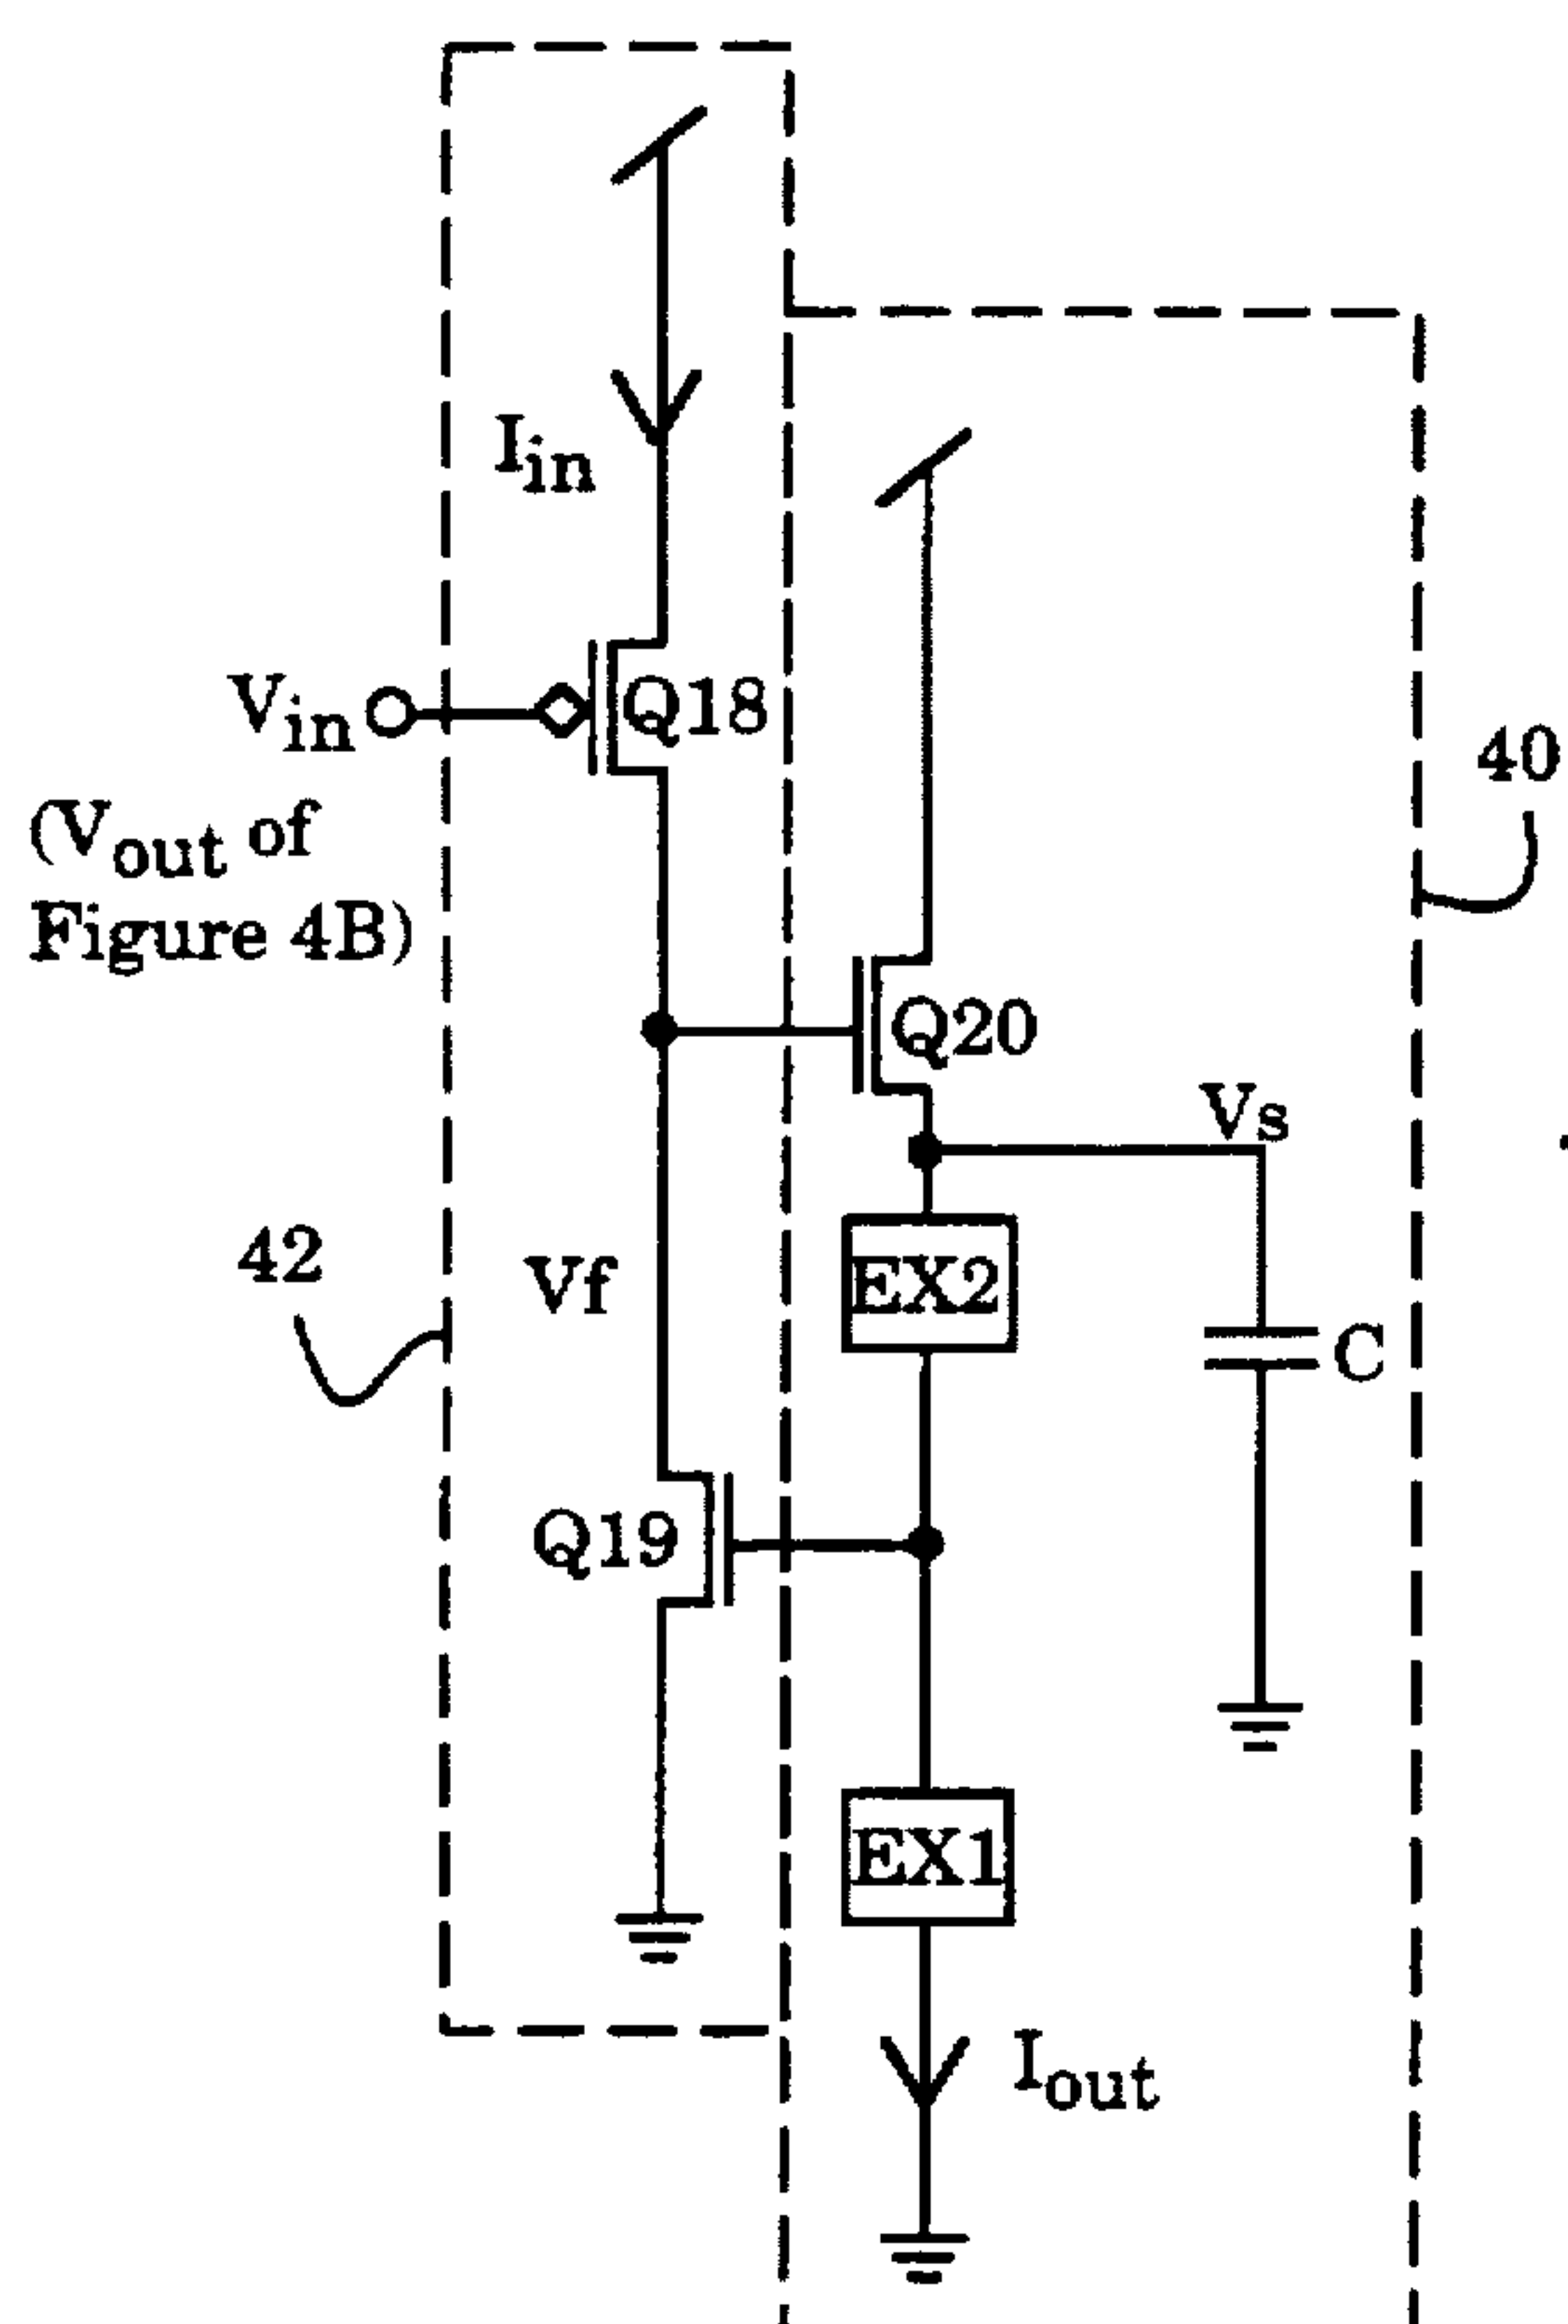 Iin
Vin
Q18
40
(Vout of
Figure 4B)
Q20
Vs
42
Vf
EX2
C
Q19
EX1
Iout